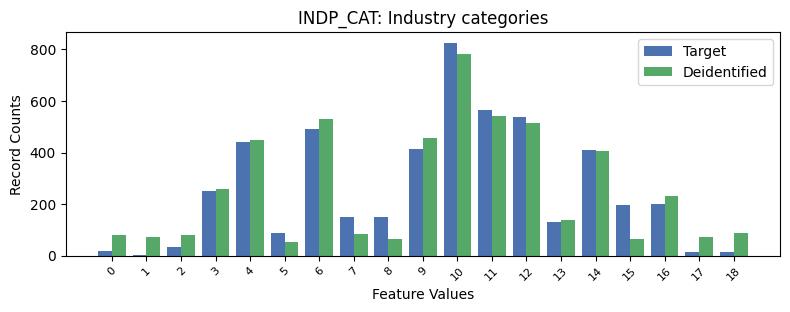 INDP_CAT: Industry categories
Target
Deidentified
Record Counts
800
600
400
200
0
0 1 2 3 4 5 6 7 8 9 10 11 12 13 14 15 16 17 18
Feature Values